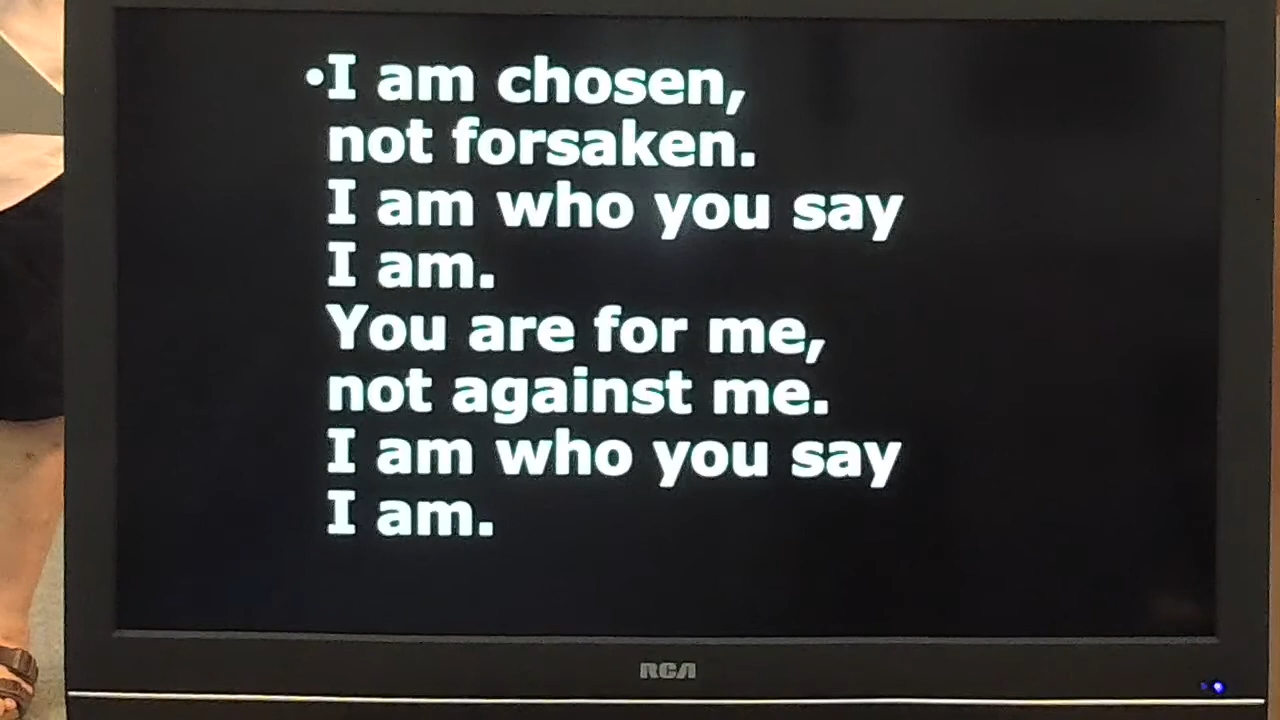 •I am chosen,
not forsaken.
I am who you say
I am.
You are for me,
not against me.
I am who you say
I am.
RCA